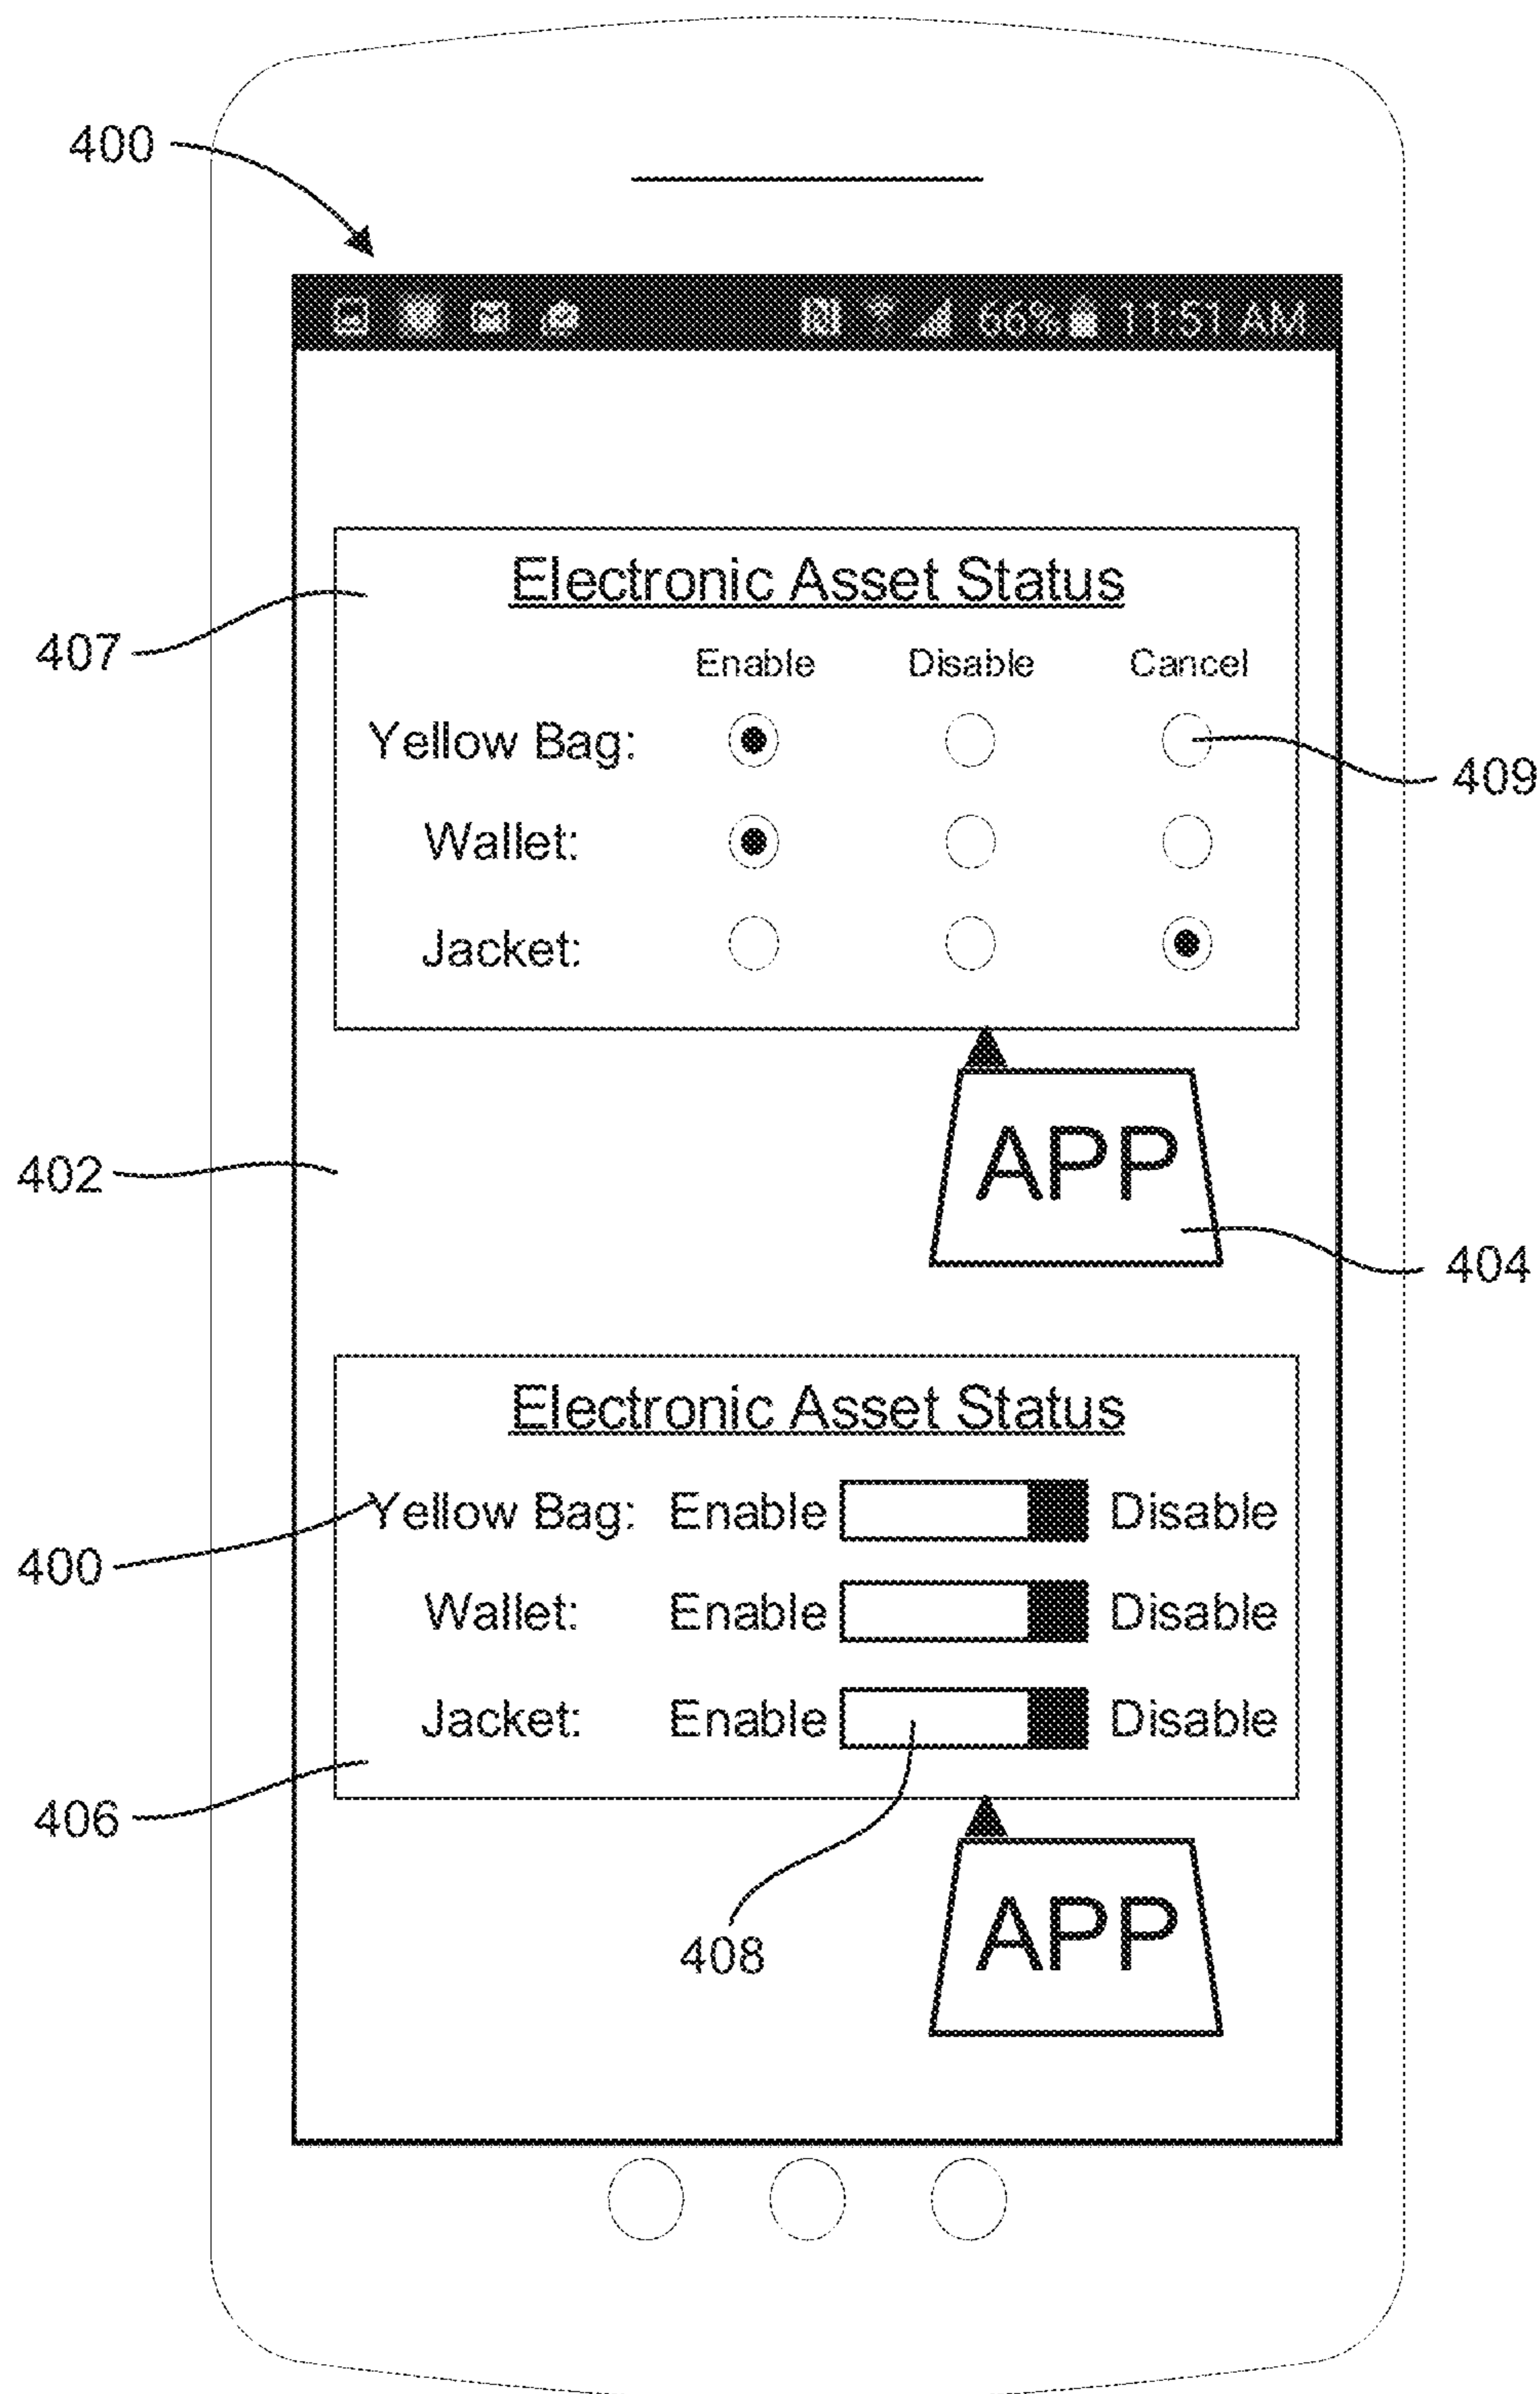 400
66% 11:51 AM
Electronic Asset Status
407
Enable Disable Cancel
Yellow Bag:
409
Wallet:
Jacket:
APP
402
404
Electronic Asset Status
Yellow Bag: Enable Disable
400
Wallet: Enable Disable
Jacket: Enable Disable
406
APP
408